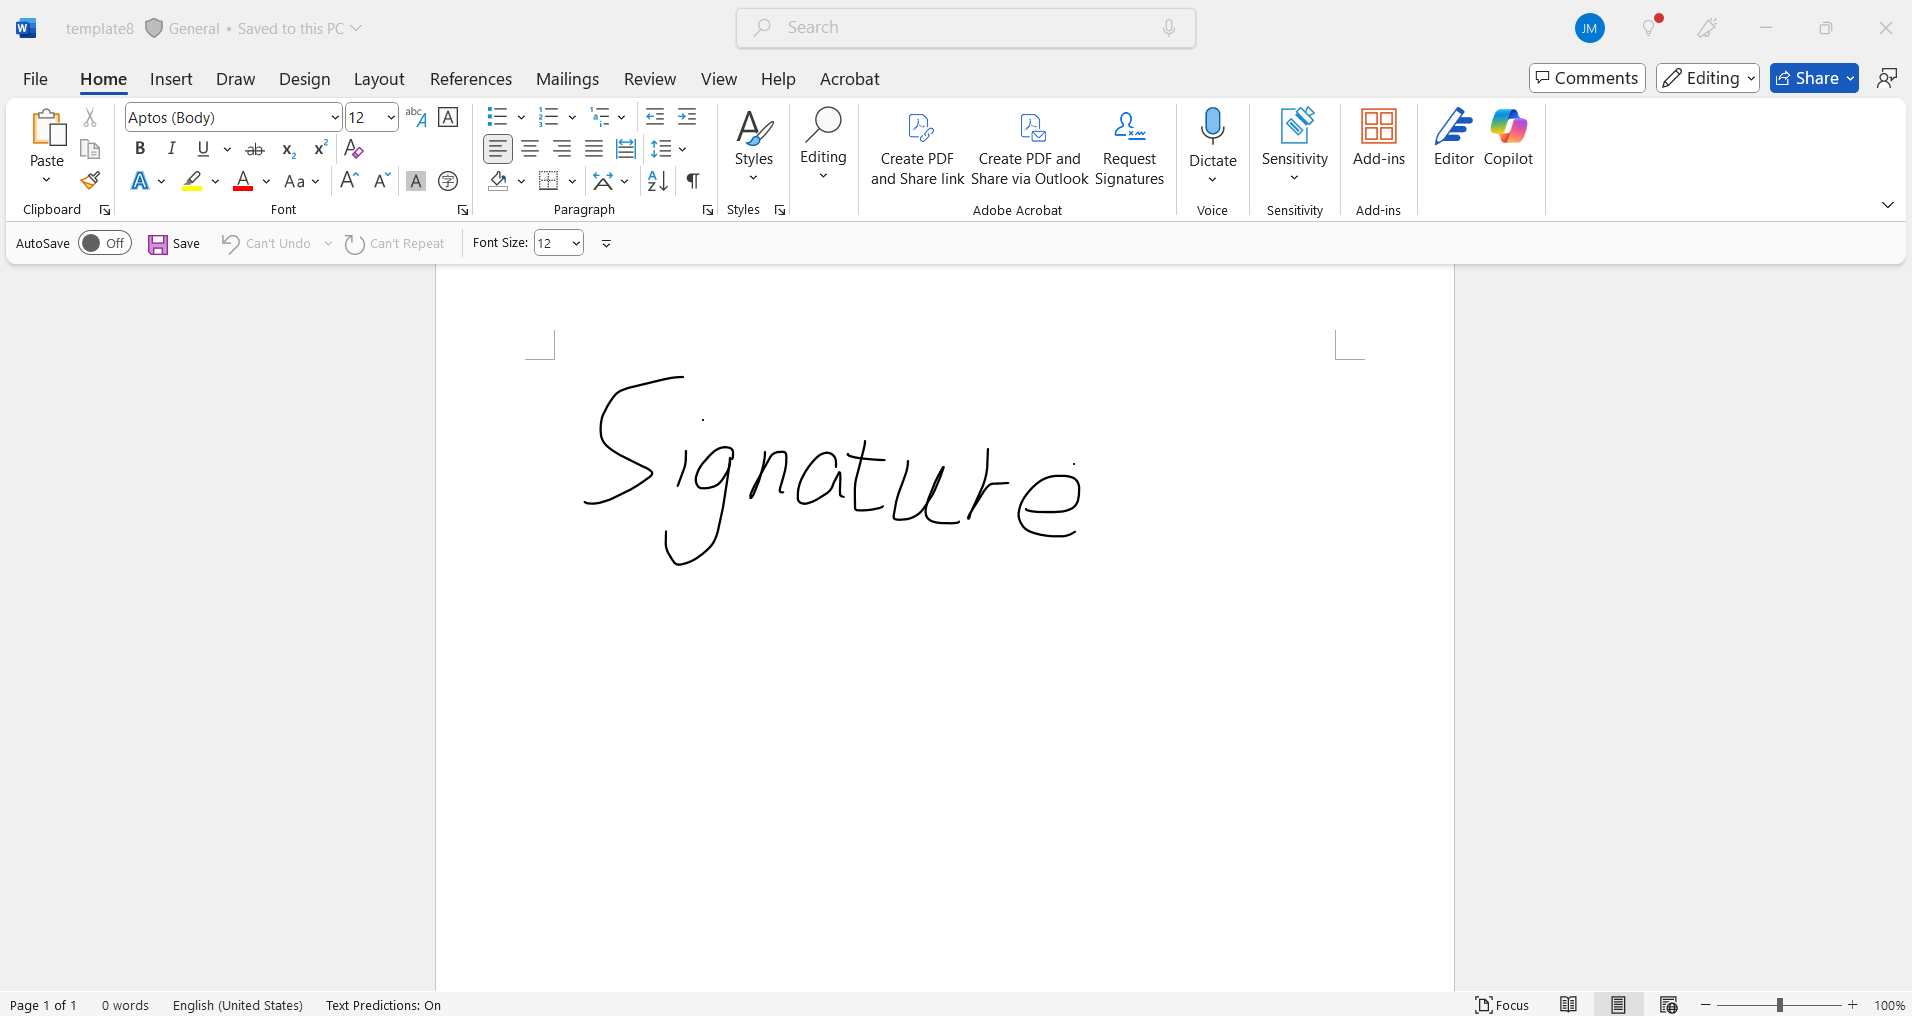 template8 General • Saved to this PC Search JM
File Home Insert Draw Design Layout References Mailings Review View Help Acrobat Comments Editing Share
Paste
Clipboard
Aptos (Body) 12
Font
Paragraph
Styles
Styles
Editing
Create PDF and Share link
Create PDF and Share via Outlook
Request Signatures
Adobe Acrobat
Dictate
Voice
Sensitivity
Sensitivity
Add-ins
Add-ins
Editor
Copilot
AutoSave Off Save Can't Undo Can't Repeat Font Size: 12
Signature
Page 1 of 1 0 words English (United States) Text Predictions: On Focus 100%